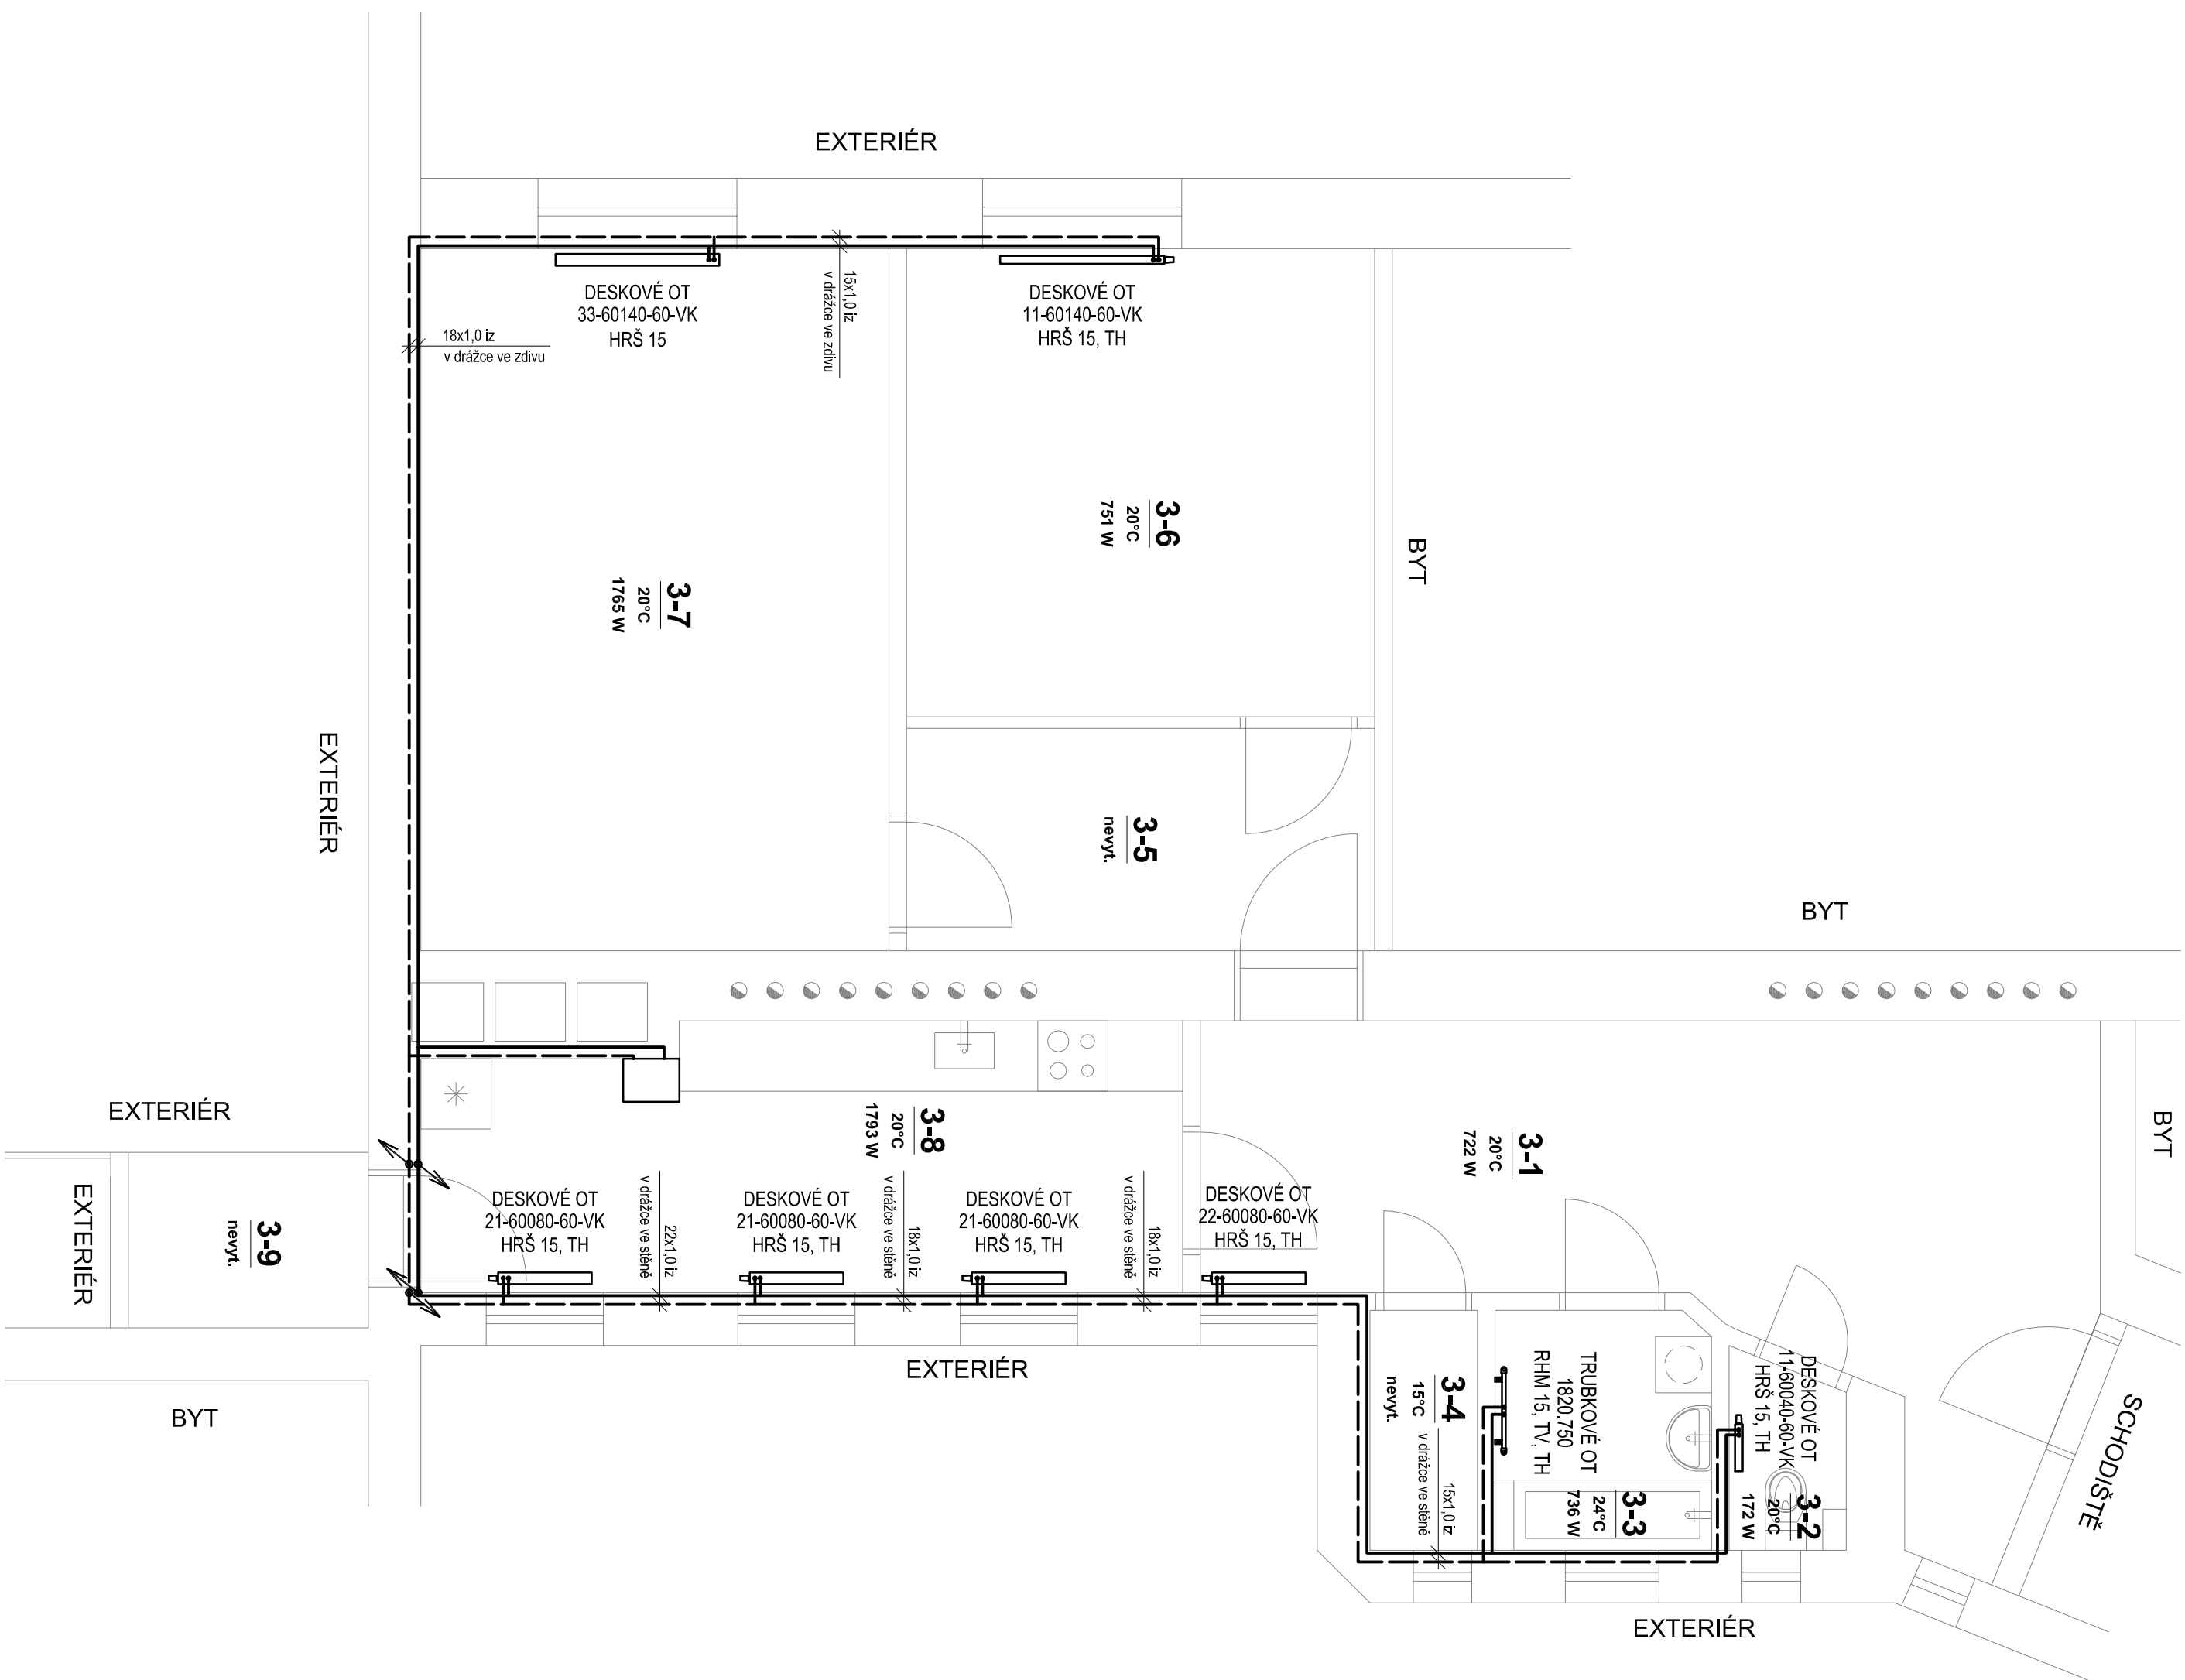 EXTERIÉR
DESKOVÉ OT
33-60140-60-VK
HRŠ 15
15x1,0 iz
v drážce ve zdivu
DESKOVÉ OT
11-60140-60-VK
HRŠ 15, TH
18x1,0 iz
v drážce ve zdivu
3-6
20°C
751 W
BYT
3-7
20°C
1765 W
EXTERIÉR
3-5
nevyt.
BYT
EXTERIÉR
3-8
20°C
1793 W
3-1
20°C
722 W
BYT
EXTERIÉR
3-9
nevyt.
DESKOVÉ OT
21-60080-60-VK
HRŠ 15, TH
22x1,0 iz
v drážce ve stěně
DESKOVÉ OT
21-60080-60-VK
HRŠ 15, TH
18x1,0 iz
v drážce ve stěně
DESKOVÉ OT
21-60080-60-VK
HRŠ 15, TH
18x1,0 iz
v drážce ve stěně
DESKOVÉ OT
22-60080-60-VK
HRŠ 15, TH
EXTERIÉR
BYT
3-4
15°C
nevyt.
15x1,0 iz
v drážce ve stěně
TRUBKOVÉ OT
1820.750
RHM 15, TV, TH
3-3
24°C
736 W
DESKOVÉ OT
11-60040-60-VK
HRŠ 15, TH
3-2
20°C
172 W
SCHODIŠTĚ
EXTERIÉR